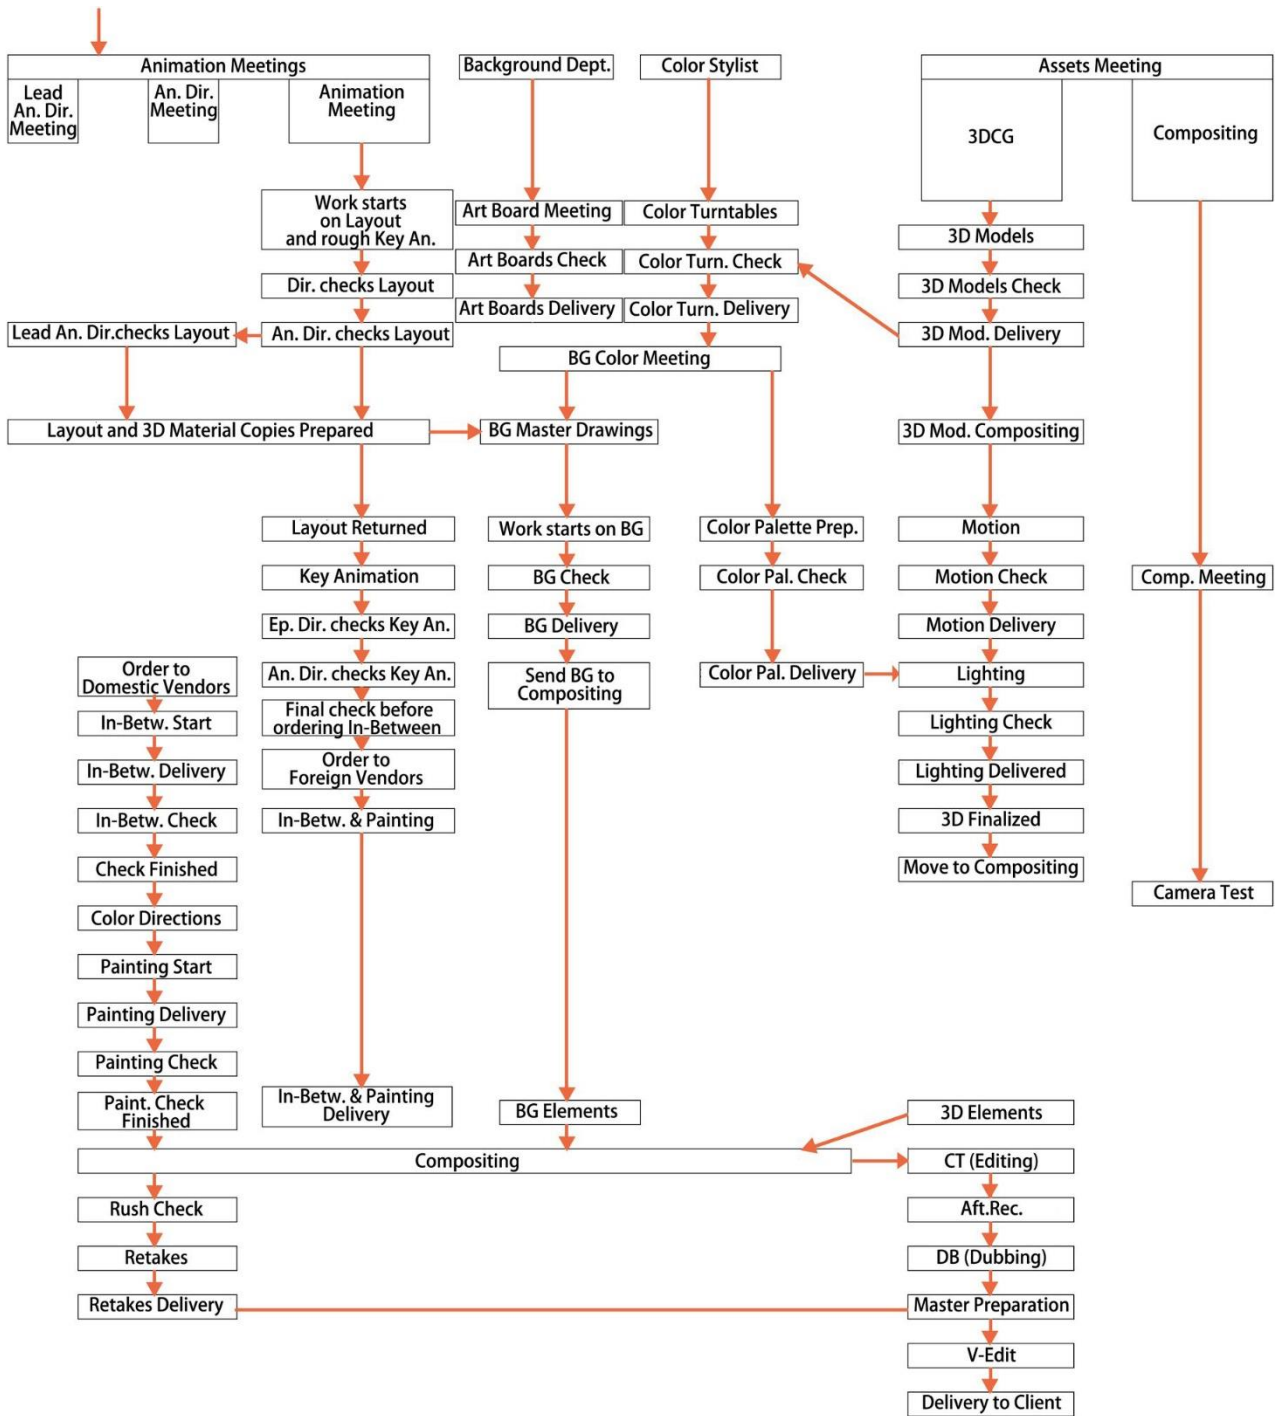 Animation Meetings
Lead
An. Dir.
Meeting
An. Dir.
Meeting
Animation
Meeting
Background Dept.
Color Stylist
Assets Meeting
3DCG
Compositing
Work starts
on Layout
and rough Key An.
Art Board Meeting
Color Turntables
3D Models
Dir. checks Layout
Art Boards Check
Color Turn. Check
3D Models Check
Lead An. Dir.checks Layout
An. Dir. checks Layout
Art Boards Delivery
Color Turn. Delivery
3D Mod. Delivery
BG Color Meeting
Layout and 3D Material Copies Prepared
BG Master Drawings
3D Mod. Compositing
Layout Returned
Work starts on BG
Color Palette Prep.
Motion
Key Animation
BG Check
Color Pal. Check
Motion Check
Comp. Meeting
Ep. Dir. checks Key An.
BG Delivery
Motion Delivery
Order to
Domestic Vendors
An. Dir. checks Key An.
Send BG to
Compositing
Color Pal. Delivery
Lighting
In-Betw. Start
Final check before
ordering In-Between
Lighting Check
In-Betw. Delivery
Order to
Foreign Vendors
Lighting Delivered
In-Betw. Check
In-Betw. & Painting
3D Finalized
Check Finished
Move to Compositing
Camera Test
Color Directions
Painting Start
Painting Delivery
Painting Check
Paint. Check
Finished
In-Betw. & Painting
Delivery
BG Elements
3D Elements
Compositing
CT (Editing)
Rush Check
Aft.Rec.
Retakes
DB (Dubbing)
Retakes Delivery
Master Preparation
V-Edit
Delivery to Client